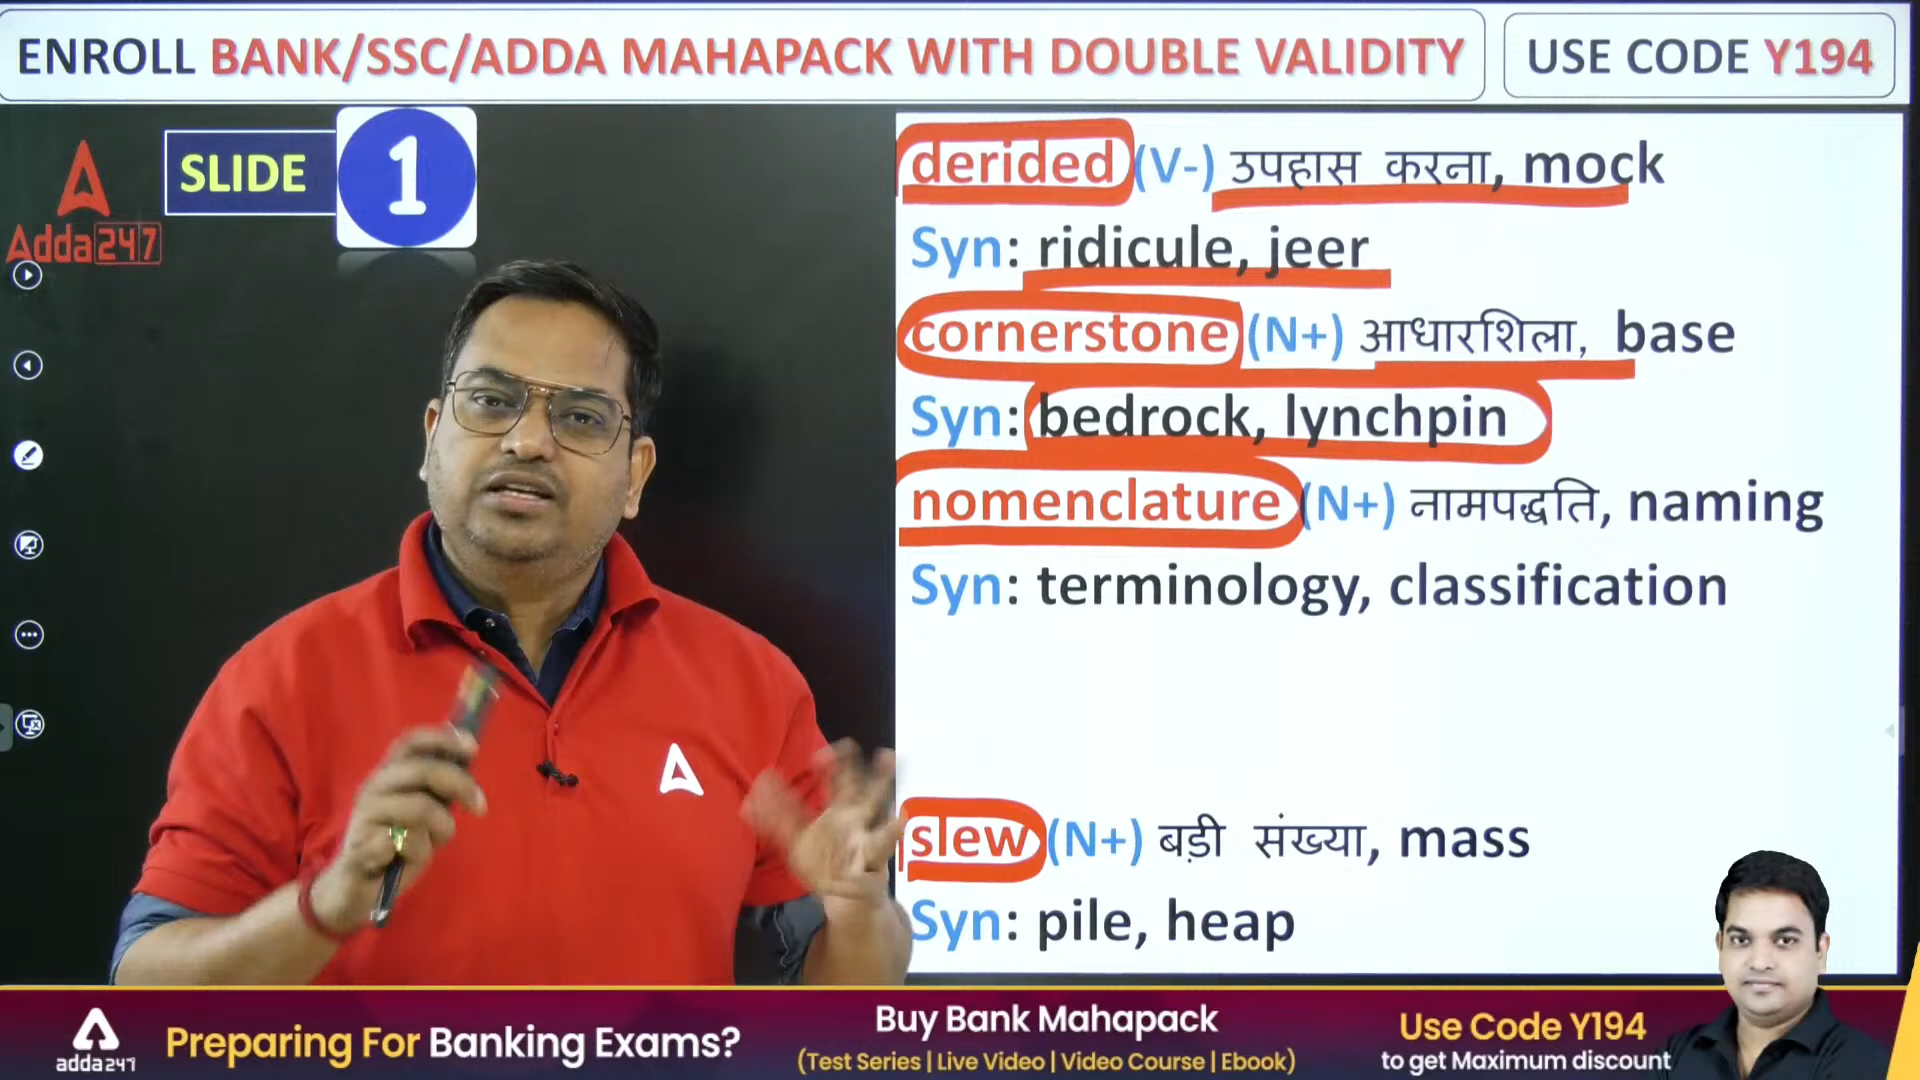 ENROLL BANK/SSC/ADDA MAHAPACK WITH DOUBLE VALIDITY
USE CODE Y194
SLIDE 1
Adda247
derided (V-) उपहास करना, mock
Syn: ridicule, jeer
cornerstone (N+) आधारशिला, base
Syn: bedrock, lynchpin
nomenclature (N+) नामपद्धति, naming
Syn: terminology, classification
slew (N+) बड़ी संख्या, mass
Syn: pile, heap
adda247
Preparing For Banking Exams?
Buy Bank Mahapack
(Test Series | Live Video | Video Course | Ebook)
Use Code Y194
to get Maximum discount